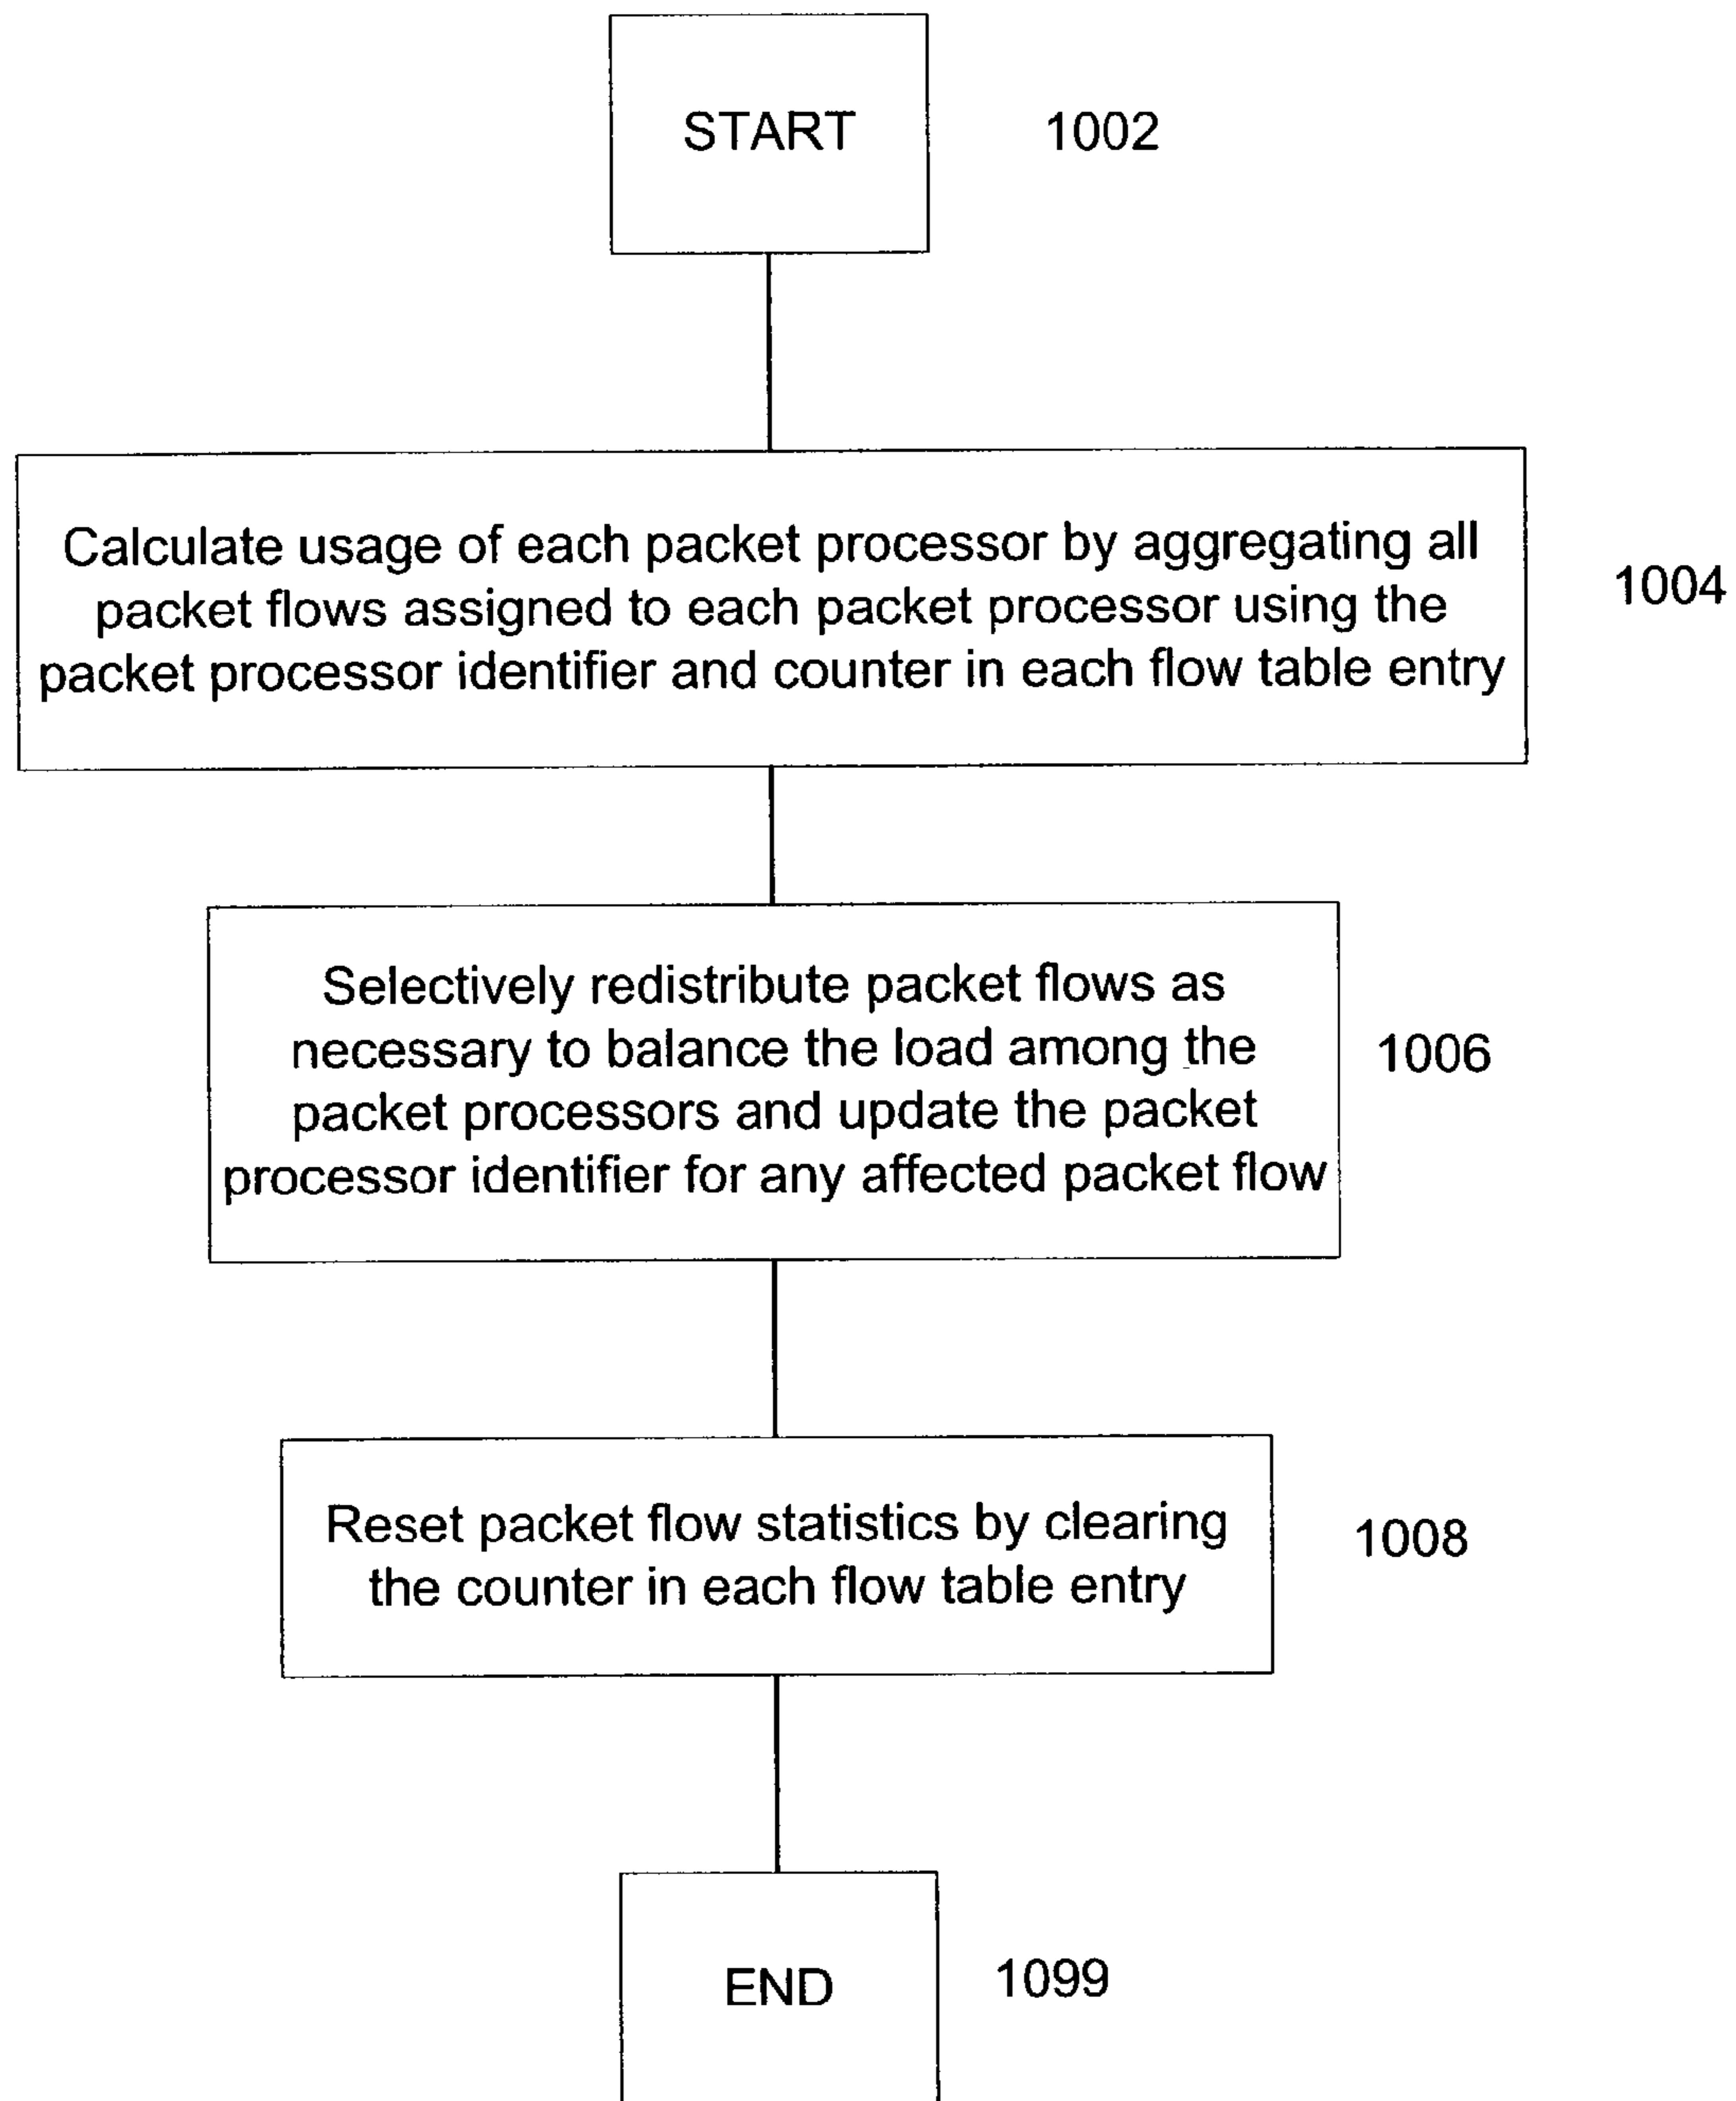 START
1002
Calculate usage of each packet processor by aggregating all
packet flows assigned to each packet processor using the
packet processor identifier and counter in each flow table entry
1004
Selectively redistribute packet flows as
necessary to balance the load among the
packet processors and update the packet
processor identifier for any affected packet flow
1006
Reset packet flow statistics by clearing
the counter in each flow table entry
1008
END
1099